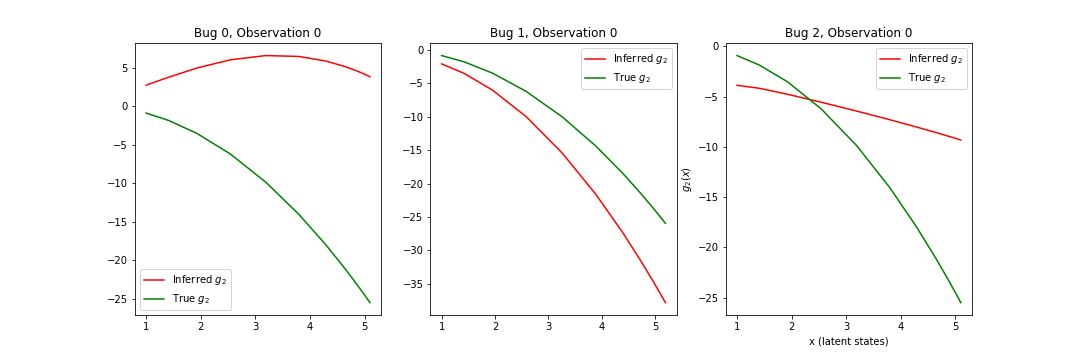 Bug 0, Observation 0
5
0
−5
−10
−15
−20
−25
1 2 3 4 5
Inferred g₂
True g₂
Bug 1, Observation 0
0
−5
−10
−15
−20
−25
−30
−35
1 2 3 4 5
Inferred g₂
True g₂
Bug 2, Observation 0
g₂(x)
0
−5
−10
−15
−20
−25
1 2 3 4 5
x (latent states)
Inferred g₂
True g₂